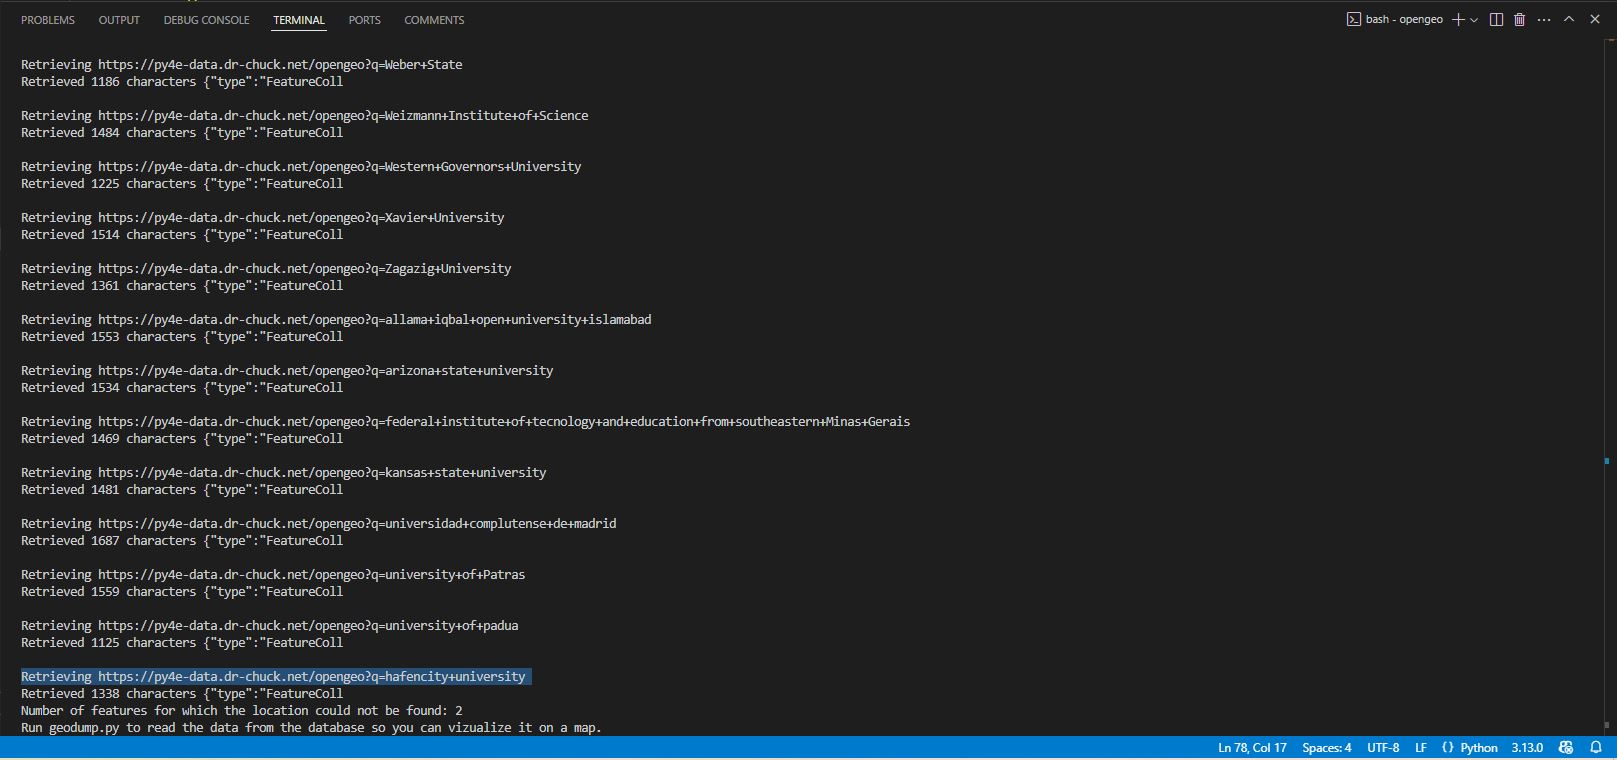 PROBLEMS OUTPUT DEBUG CONSOLE TERMINAL PORTS COMMENTS bash - opengeo
Retrieving https://py4e-data.dr-chuck.net/opengeo?q=Weber+State
Retrieved 1186 characters {"type":"FeatureColl
Retrieving https://py4e-data.dr-chuck.net/opengeo?q=Weizmann+Institute+of+Science
Retrieved 1484 characters {"type":"FeatureColl
Retrieving https://py4e-data.dr-chuck.net/opengeo?q=Western+Governors+University
Retrieved 1225 characters {"type":"FeatureColl
Retrieving https://py4e-data.dr-chuck.net/opengeo?q=Xavier+University
Retrieved 1514 characters {"type":"FeatureColl
Retrieving https://py4e-data.dr-chuck.net/opengeo?q=Zagazig+University
Retrieved 1361 characters {"type":"FeatureColl
Retrieving https://py4e-data.dr-chuck.net/opengeo?q=allama+iqbal+open+university+islamabad
Retrieved 1553 characters {"type":"FeatureColl
Retrieving https://py4e-data.dr-chuck.net/opengeo?q=arizona+state+university
Retrieved 1534 characters {"type":"FeatureColl
Retrieving https://py4e-data.dr-chuck.net/opengeo?q=federal+institute+of+tecnology+and+education+from+southeastern+Minas+Gerais
Retrieved 1469 characters {"type":"FeatureColl
Retrieving https://py4e-data.dr-chuck.net/opengeo?q=kansas+state+university
Retrieved 1481 characters {"type":"FeatureColl
Retrieving https://py4e-data.dr-chuck.net/opengeo?q=universidad+complutense+de+madrid
Retrieved 1687 characters {"type":"FeatureColl
Retrieving https://py4e-data.dr-chuck.net/opengeo?q=university+of+Patras
Retrieved 1559 characters {"type":"FeatureColl
Retrieving https://py4e-data.dr-chuck.net/opengeo?q=university+of+padua
Retrieved 1125 characters {"type":"FeatureColl
Retrieving https://py4e-data.dr-chuck.net/opengeo?q=hafencity+university
Retrieved 1338 characters {"type":"FeatureColl
Number of features for which the location could not be found: 2
Run geodump.py to read the data from the database so you can vizualize it on a map.
Ln 78, Col 17 Spaces: 4 UTF-8 LF {} Python 3.13.0